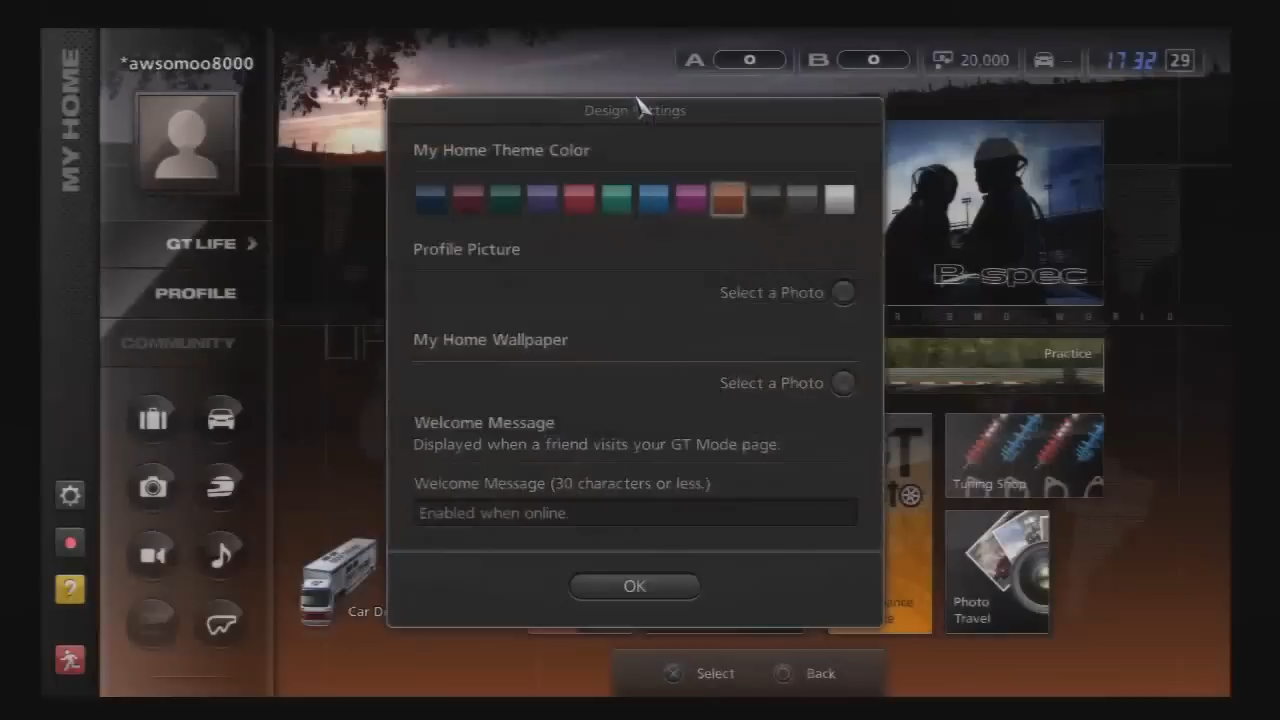 MY HOME
*awsomoo8000
GT LIFE
PROFILE
COMMUNITY
A 0 B 0 20,000 – 17 32 29
Design Settings
My Home Theme Color
Profile Picture
Select a Photo
My Home Wallpaper
Select a Photo
Welcome Message
Displayed when a friend visits your GT Mode page.
Welcome Message (30 characters or less.)
Enabled when online.
OK
B-spec
Practice
GT
Tuning Shop
Photo
Travel
Car D
?
Select Back